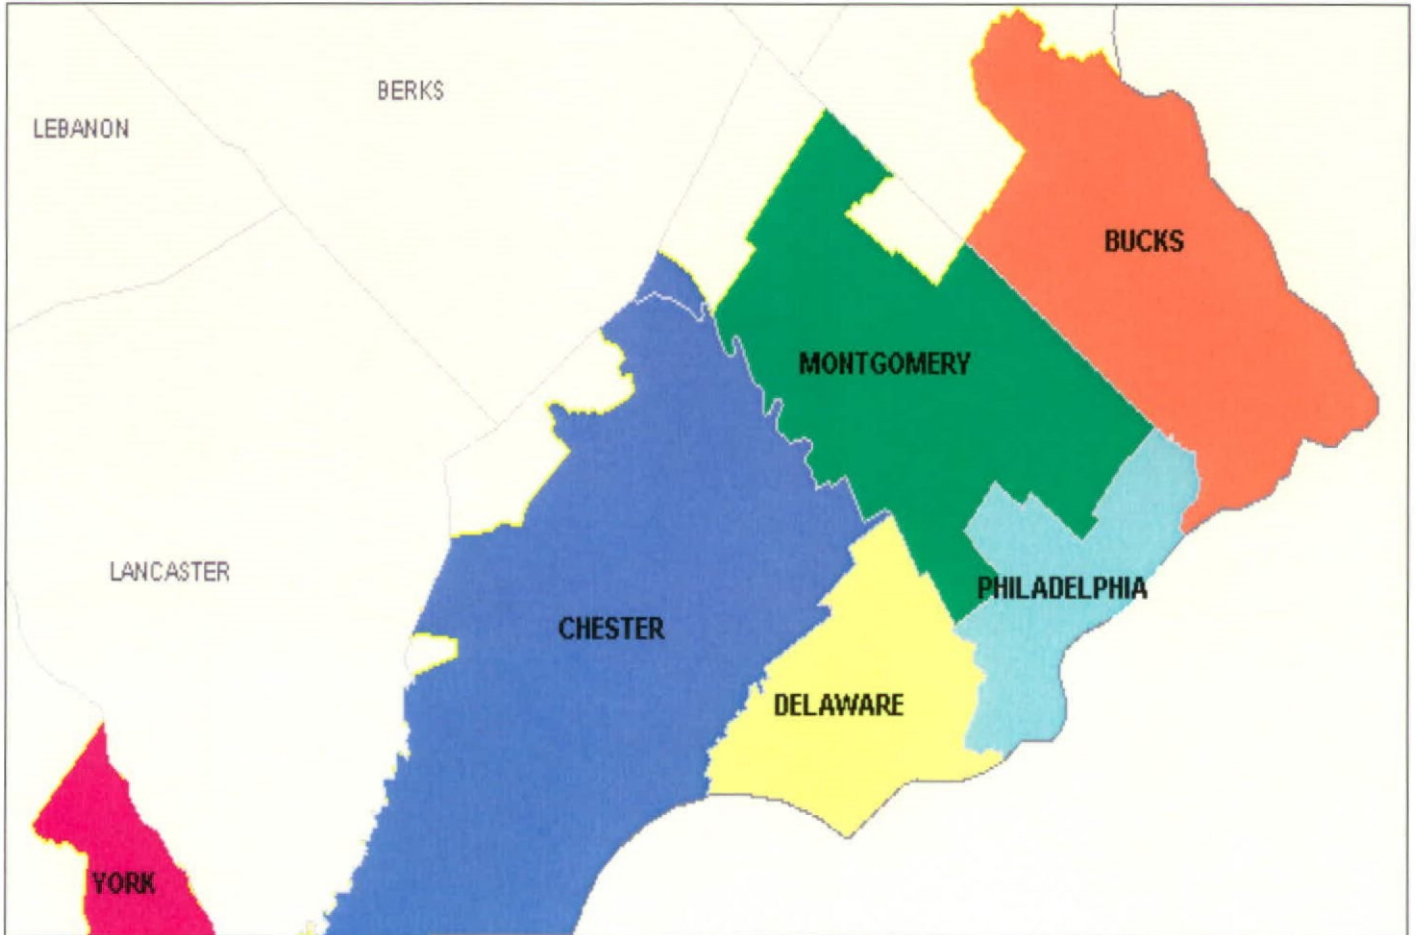 BERKS
LEBANON
BUCKS
MONTGOMERY
LANCASTER
PHILADELPHIA
CHESTER
DELAWARE
YORK